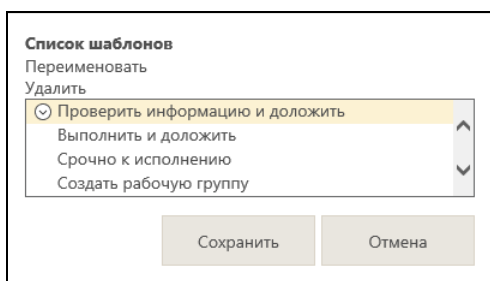 Список шаблонов
Переименовать
Удалить
Проверить информацию и доложить
Выполнить и доложить
Срочно к исполнению
Создать рабочую группу
Сохранить Отмена